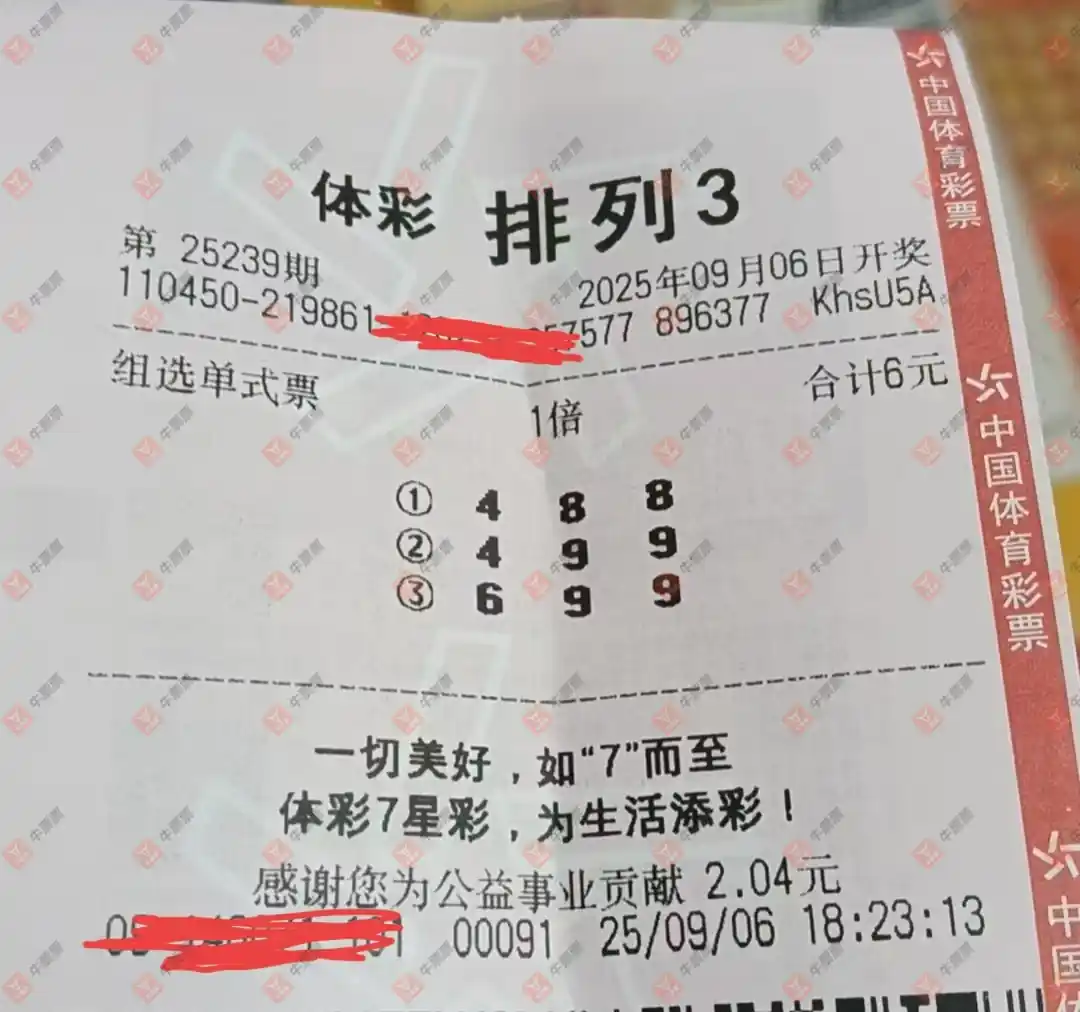 体彩 排列3
第 25239期 2025年09月06日开奖
110450-219861 577 896377 KhsU5A
组选单式票 1倍 合计6元
① 4 8 8
② 4 9 9
③ 6 9 9
一切美好，如“7”而至
体彩7星彩，为生活添彩！
感谢您为公益事业贡献 2.04元
00091 25/09/06 18:23:13
中国体育彩票
中国体育彩票
中国体